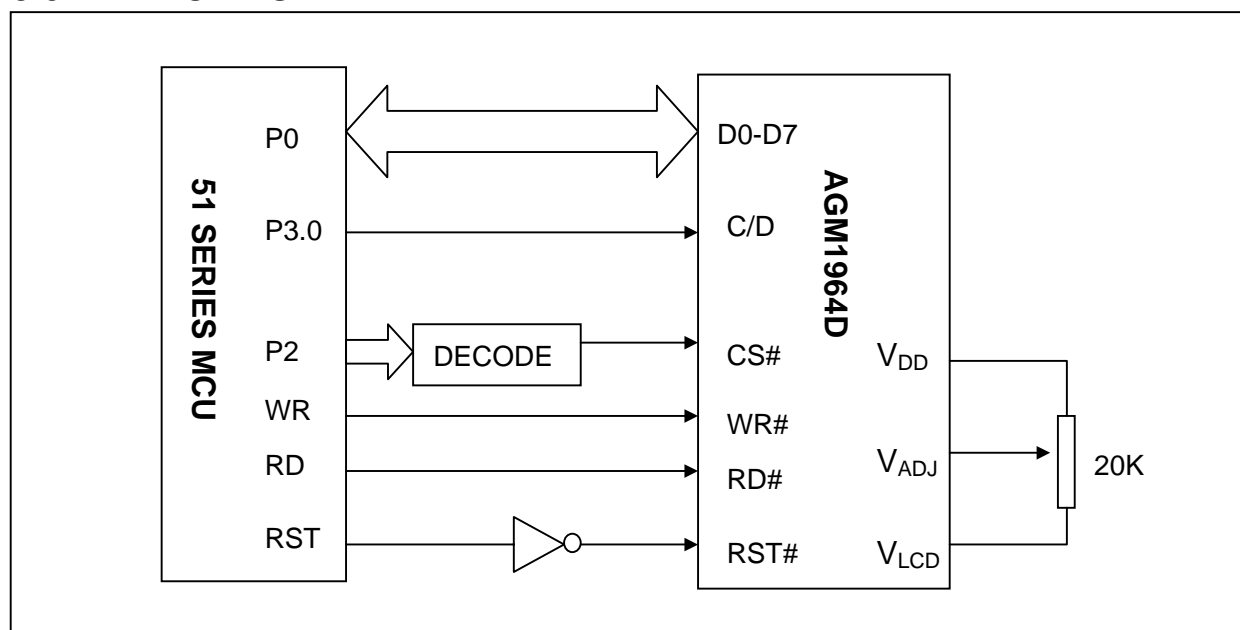 51 SERIES MCU
P0
P3.0
P2
WR
RD
RST
DECODE
AGM1964D
D0-D7
C/D
CS#
WR#
RD#
RST#
VDD
VADJ
VLCD
20K